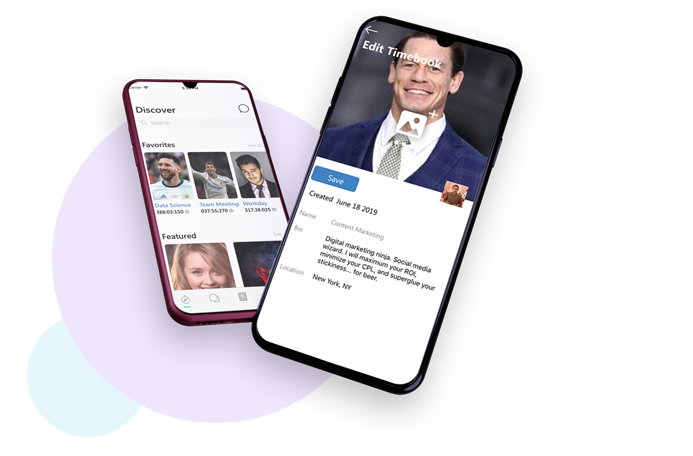 Discover
Search
Favorites
See All
Data Science
Team Meeting
Workday
306:03:150
037:55:270
317:38:025
Featured
See
Edit Timebook
Save
Created June 18 2019
Name
Content Marketing
Bio
Digital marketing ninja. Social media
wizard. I will maximum your ROI,
minimize your CPL, and superglue your
stickiness... for beer.
Location
New York, NY